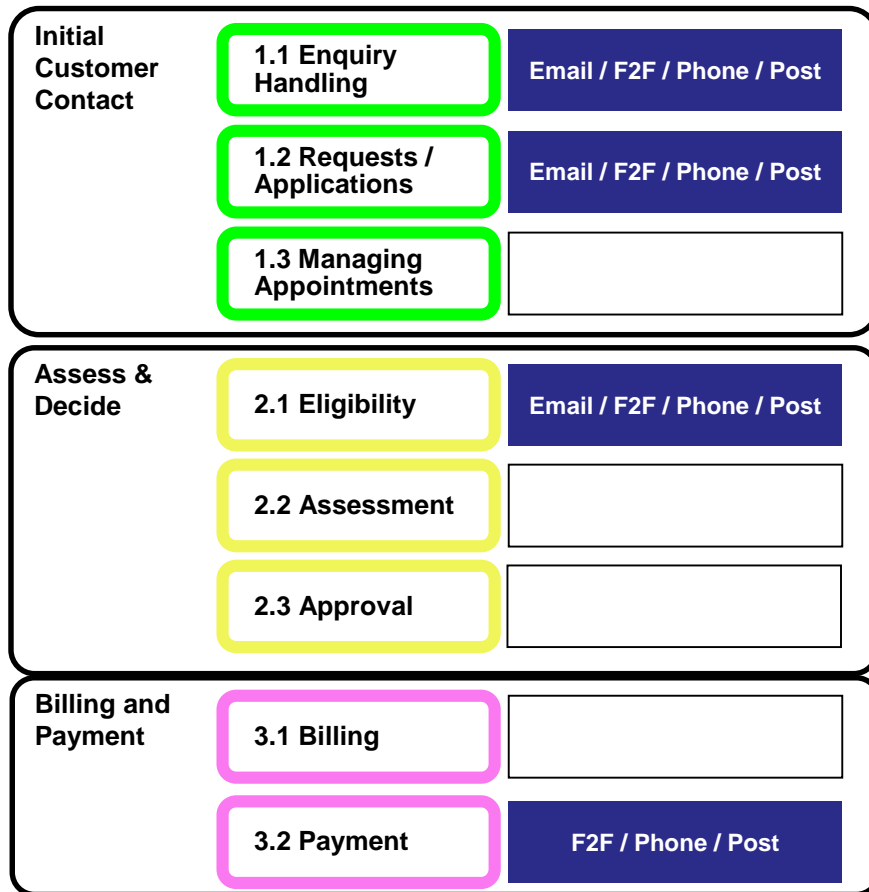 Initial
Customer
Contact
1.1 Enquiry
Handling
Email / F2F / Phone / Post
1.2 Requests /
Applications
Email / F2F / Phone / Post
1.3 Managing
Appointments
Assess &
Decide
2.1 Eligibility
Email / F2F / Phone / Post
2.2 Assessment
2.3 Approval
Billing and
Payment
3.1 Billing
3.2 Payment
F2F / Phone / Post